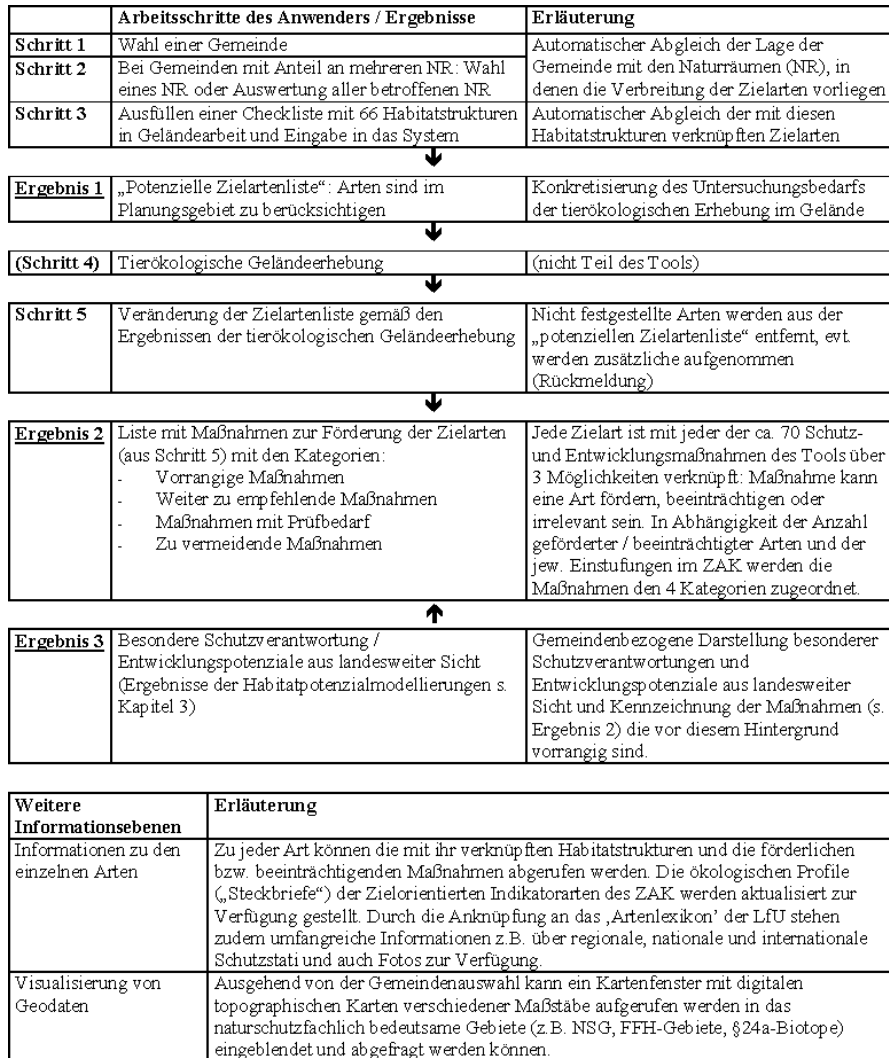 Arbeitsschritte des Anwenders / Ergebnisse
Erläuterung
Schritt 1
Wahl einer Gemeinde
Schritt 2
Bei Gemeinden mit Anteil an mehreren NR: Wahl
eines NR oder Auswertung aller betroffenen NR
Automatischer Abgleich der Lage der
Gemeinde mit den Naturräumen (NR), in
denen die Verbreitung der Zielarten vorliegen
Schritt 3
Ausfüllen einer Checkliste mit 66 Habitatstrukturen
in Geländearbeit und Eingabe in das System
Automatischer Abgleich der mit diesen
Habitatstrukturen verknüpften Zielarten
Ergebnis 1
„Potenzielle Zielartenliste“: Arten sind im
Planungsgebiet zu berücksichtigen
Konkretisierung des Untersuchungsbedarfs
der tierökologischen Erhebung im Gelände
(Schritt 4)
Tierökologische Geländeerhebung
(nicht Teil des Tools)
Schritt 5
Veränderung der Zielartenliste gemäß den
Ergebnissen der tierökologischen Geländeerhebung
Nicht festgestellte Arten werden aus der
„potenziellen Zielartenliste“ entfernt, evt.
werden zusätzliche aufgenommen
(Rückmeldung)
Ergebnis 2
Liste mit Maßnahmen zur Förderung der Zielarten
(aus Schritt 5) mit den Kategorien:
- Vorrangige Maßnahmen
- Weiter zu empfehlende Maßnahmen
- Maßnahmen mit Prüfbedarf
- Zu vermeidende Maßnahmen
Jede Zielart ist mit jeder der ca. 70 Schutz-
und Entwicklungsmaßnahmen des Tools über
3 Möglichkeiten verknüpft: Maßnahme kann
eine Art fördern, beeinträchtigen oder
irrelevant sein. In Abhängigkeit der Anzahl
geförderter / beeinträchtigter Arten und der
jew. Einstufungen im ZAK werden die
Maßnahmen den 4 Kategorien zugeordnet.
Ergebnis 3
Besondere Schutzverantwortung /
Entwicklungspotenziale aus landesweiter Sicht
(Ergebnisse der Habitatpotenzialmodellierungen s.
Kapitel 3)
Gemeindenbezogene Darstellung besonderer
Schutzverantwortungen und
Entwicklungspotenziale aus landesweiter
Sicht und Kennzeichnung der Maßnahmen (s.
Ergebnis 2) die vor diesem Hintergrund
vorrangig sind.
Weitere
Informationsebenen
Erläuterung
Informationen zu den
einzelnen Arten
Zu jeder Art können die mit ihr verknüpften Habitatstrukturen und die förderlichen
bzw. beeinträchtigenden Maßnahmen abgerufen werden. Die ökologischen Profile
(„Steckbriefe“) der Zielorientierten Indikatorarten des ZAK werden aktualisiert zur
Verfügung gestellt. Durch die Anknüpfung an das ‚Artenlexikon’ der LfU stehen
zudem umfangreiche Informationen z.B. über regionale, nationale und internationale
Schutzstati und auch Fotos zur Verfügung.
Visualisierung von
Geodaten
Ausgehend von der Gemeindenauswahl kann ein Kartenfenster mit digitalen
topographischen Karten verschiedener Maßstäbe aufgerufen werden in das
naturschutzfachlich bedeutsame Gebiete (z.B. NSG, FFH-Gebiete, §24a-Biotope)
eingeblendet und abgefragt werden können.